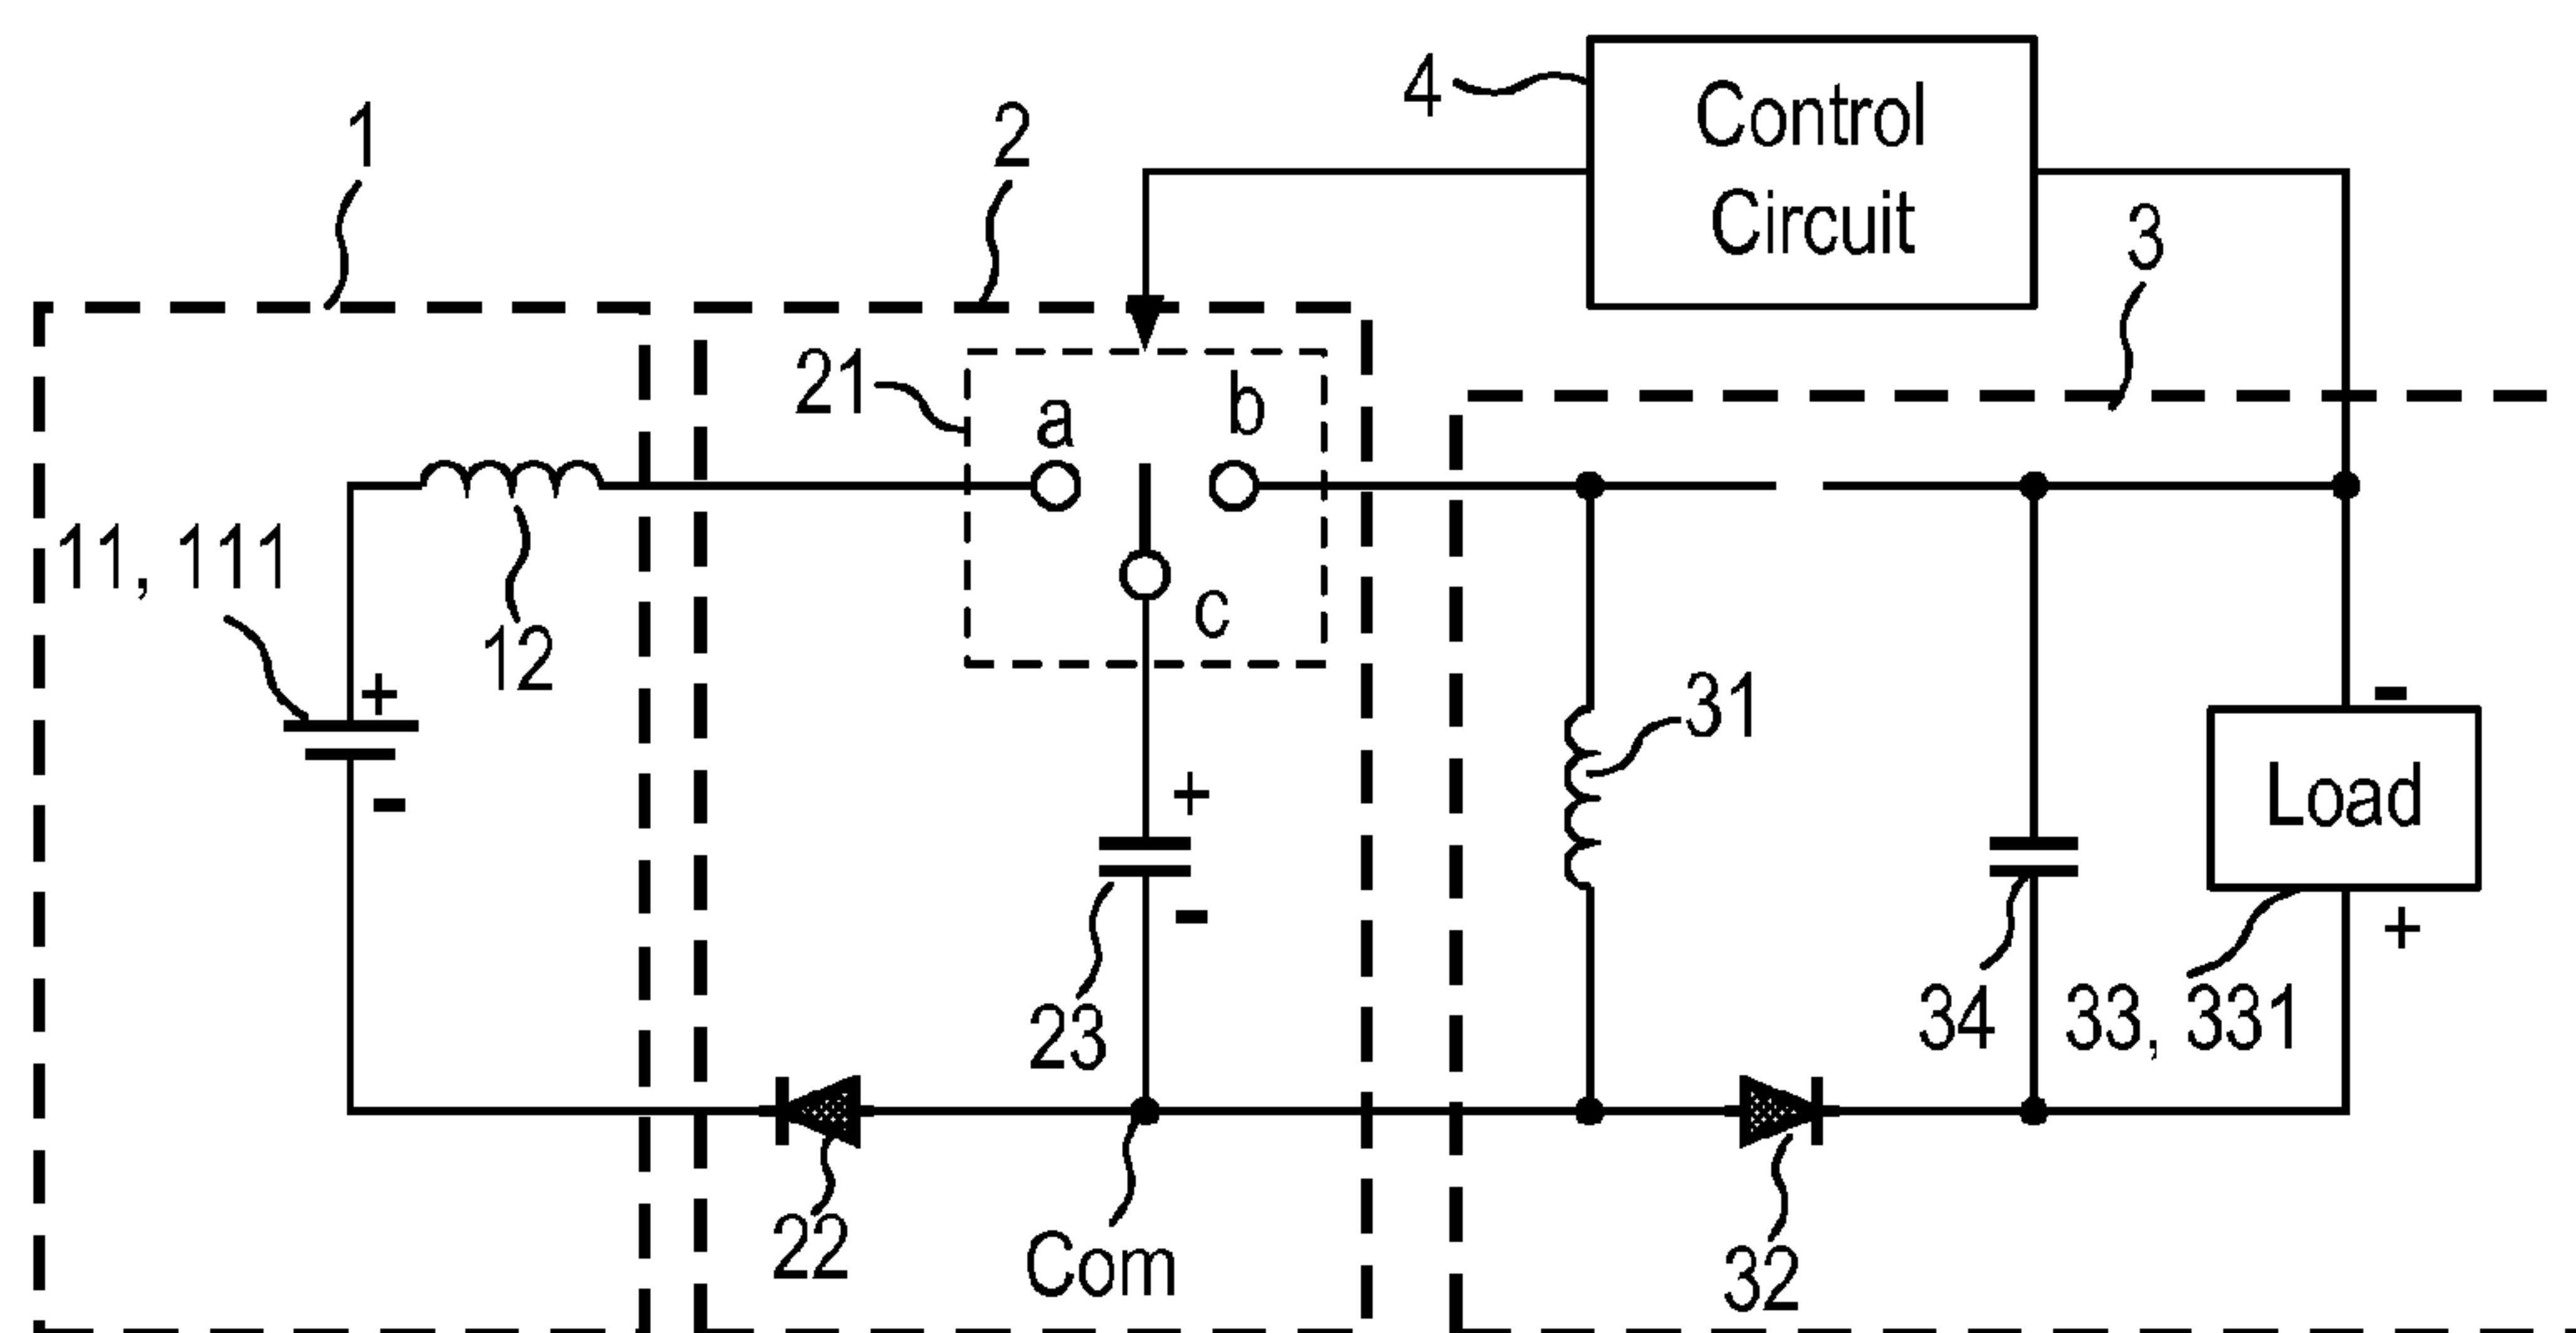 4
Control
Circuit
1
2
3
21
a
b
11, 111
12
c
+
-
31
-
Load
+
+
-
23
34
33, 331
22
Com
32